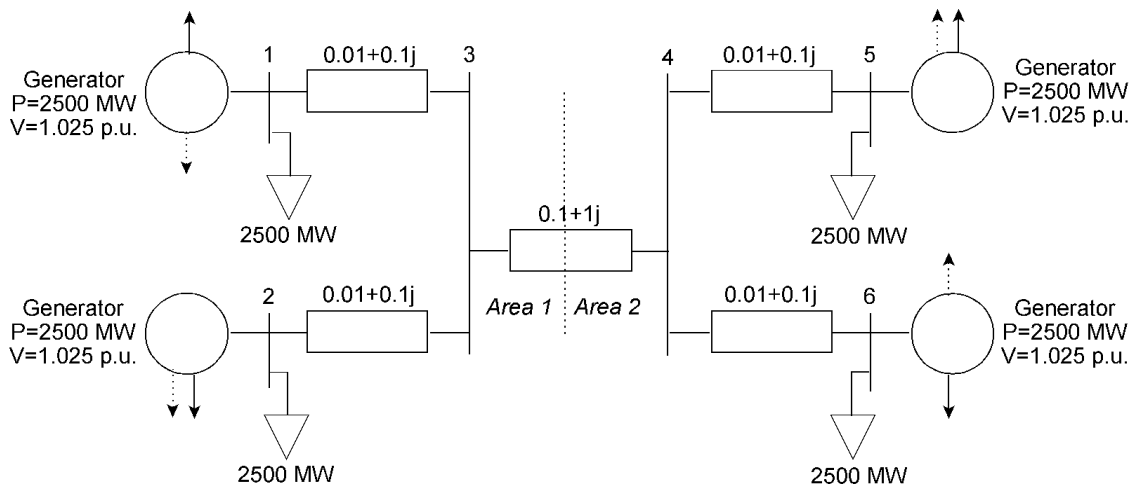 1
0.01+0.1j
3
Generator
P=2500 MW
V=1.025 p.u.
2500 MW
4
0.01+0.1j
5
Generator
P=2500 MW
V=1.025 p.u.
2500 MW
0.1+1j
Area 1
Area 2
Generator
P=2500 MW
V=1.025 p.u.
2
0.01+0.1j
2500 MW
0.01+0.1j
6
Generator
P=2500 MW
V=1.025 p.u.
2500 MW